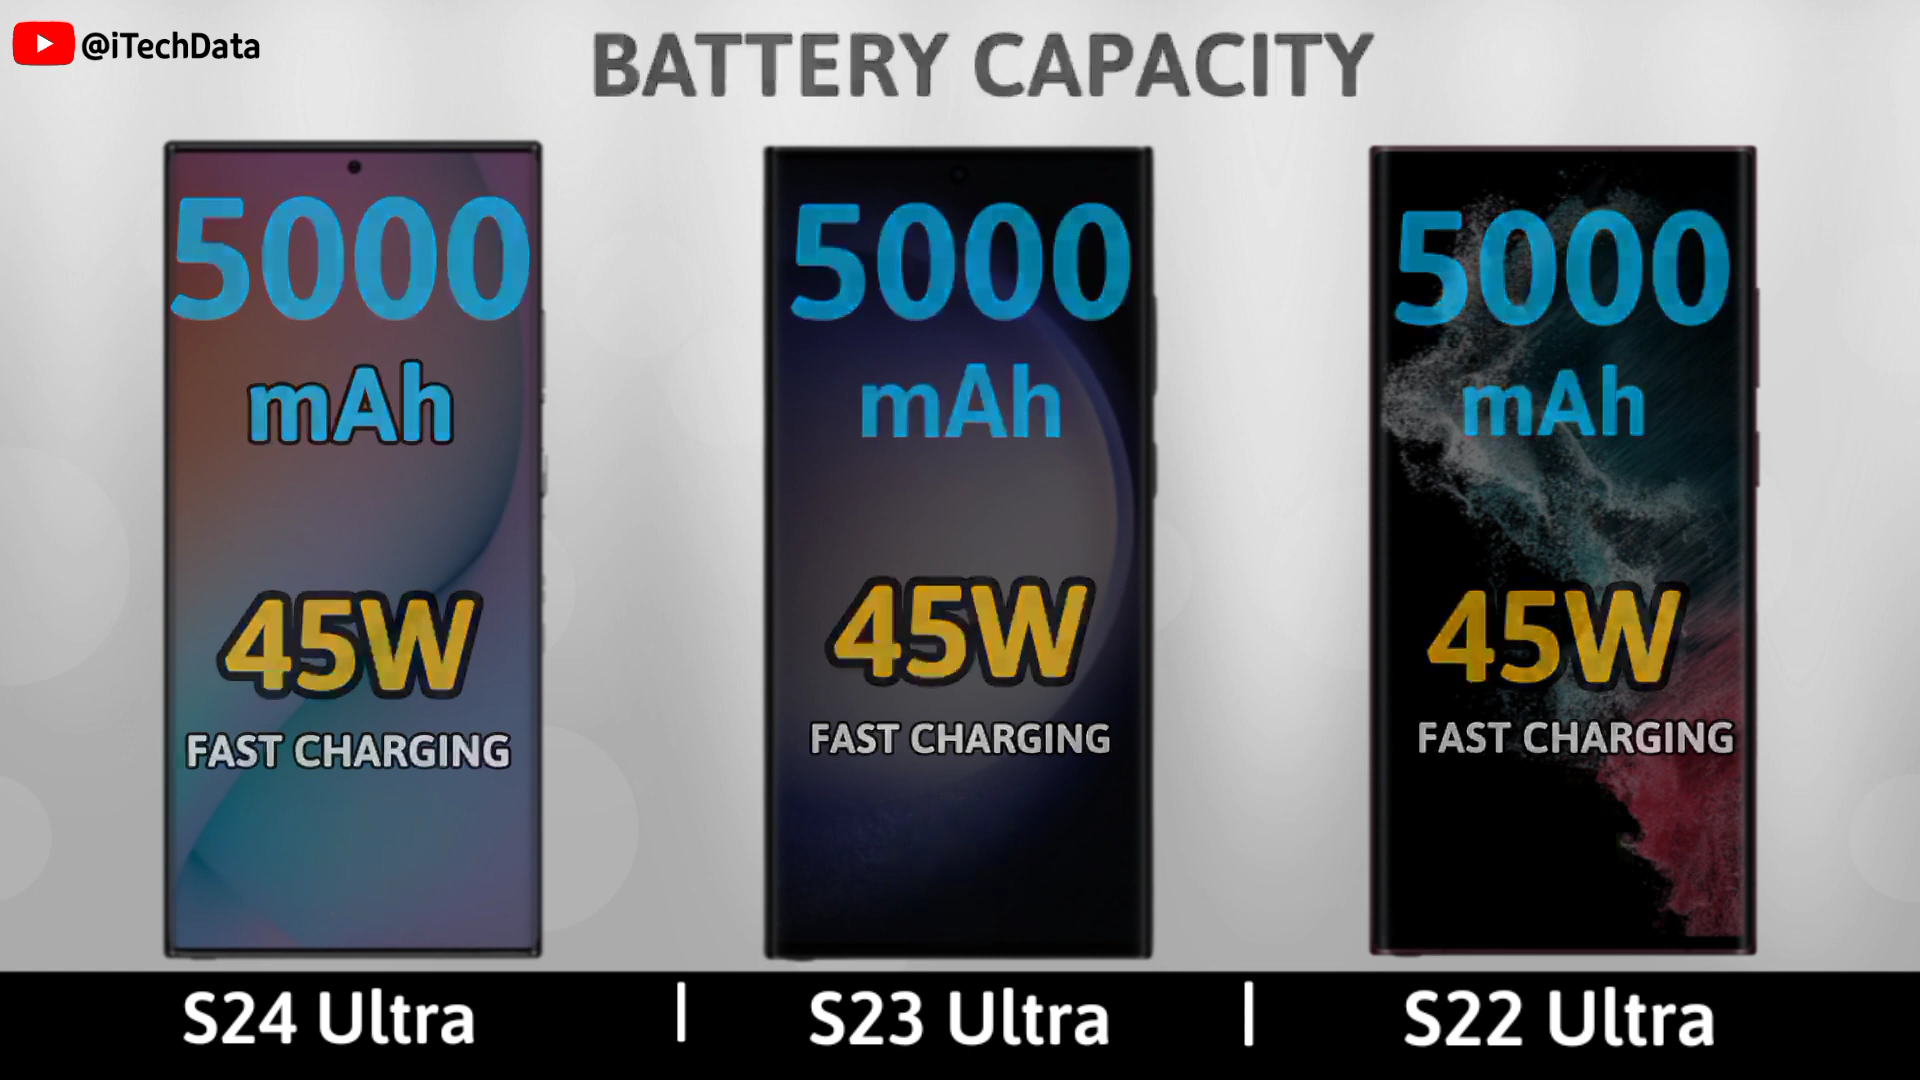 @iTechData
BATTERY CAPACITY
5000
mAh
45W
FAST CHARGING
5000
mAh
45W
FAST CHARGING
5000
mAh
45W
FAST CHARGING
S24 Ultra | S23 Ultra | S22 Ultra